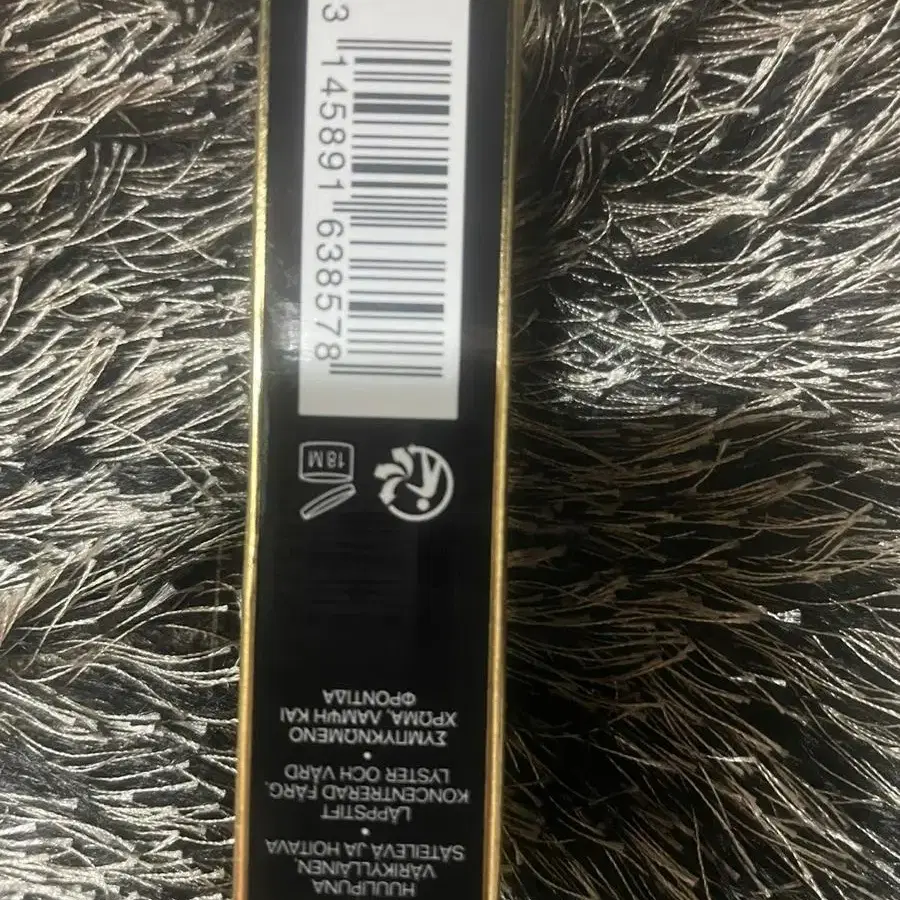 HUULIPUNA
VÄRIKYLLÄINEN,
SÄTEILEVÄ JA HOITAVA
•
LÄPPSTIFT
KONCENTRERAD FÄRG,
LYSTER OCH VÅRD
•
ΣΥΜΠΥΚΝΩΜΕΝΟ
ΧΡΩΜΑ, ΛΑΜΨΗ ΚΑΙ
ΦΡΟΝΤΙΔΑ
18M
3 145891 638578